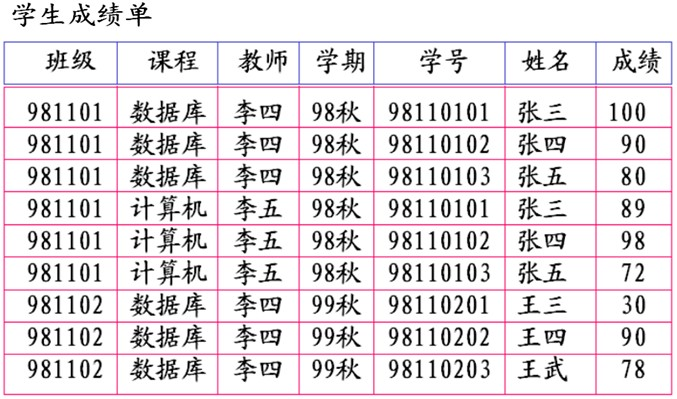 学生成绩单
班级 课程 教师 学期 学号 姓名 成绩
981101 数据库 李四 98秋 98110101 张三 100
981101 数据库 李四 98秋 98110102 张四 90
981101 数据库 李四 98秋 98110103 张五 80
981101 计算机 李五 98秋 98110101 张三 89
981101 计算机 李五 98秋 98110102 张四 98
981101 计算机 李五 98秋 98110103 张五 72
981102 数据库 李四 99秋 98110201 王三 30
981102 数据库 李四 99秋 98110202 王四 90
981102 数据库 李四 99秋 98110203 王武 78